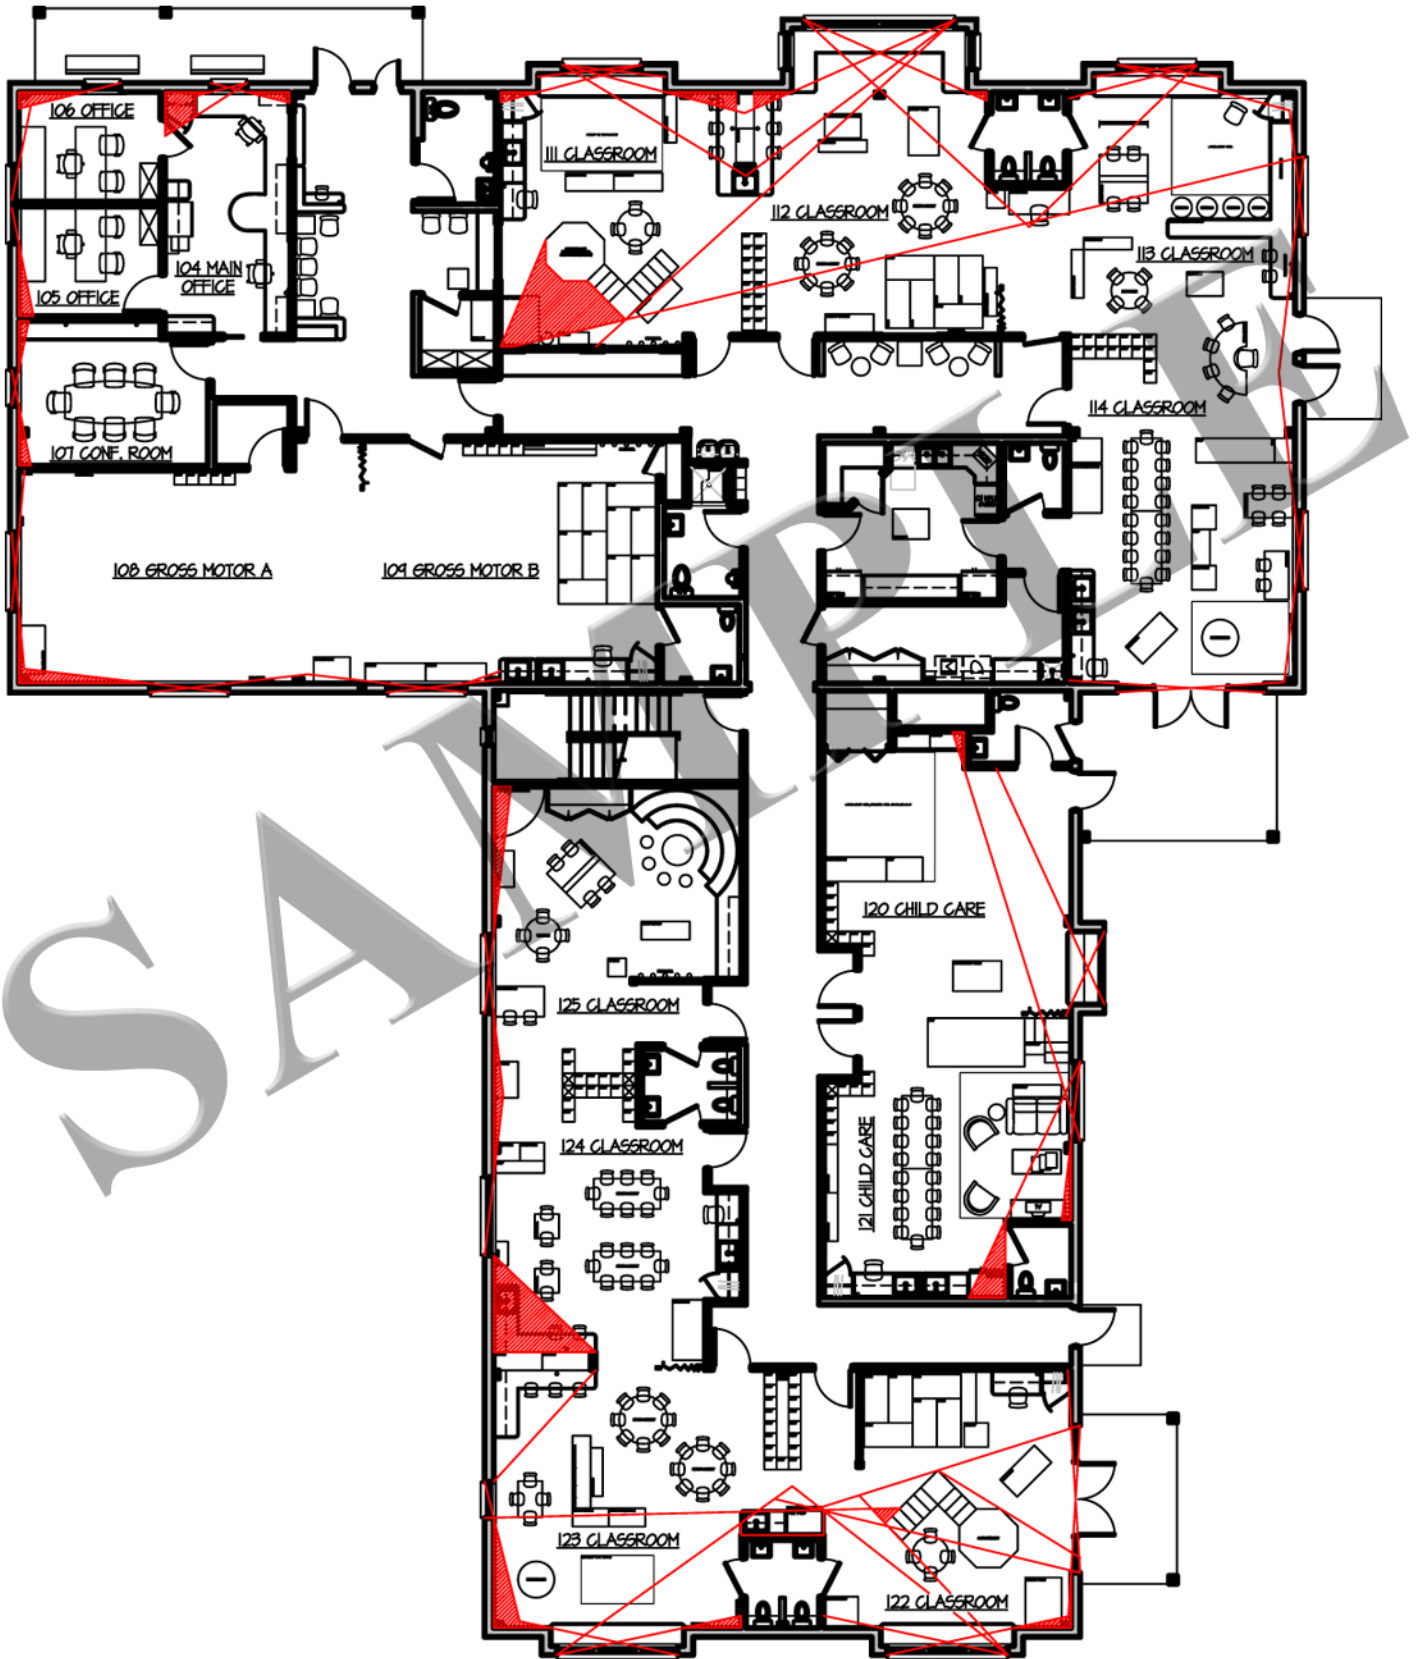 106 OFFICE
111 CLASSROOM
112 CLASSROOM
113 CLASSROOM
104 MAIN
OFFICE
105 OFFICE
114 CLASSROOM
107 CONF. ROOM
108 GROSS MOTOR A
109 GROSS MOTOR B
SAMPLE
120 CHILD CARE
125 CLASSROOM
124 CLASSROOM
121 CHILD CARE
123 CLASSROOM
122 CLASSROOM